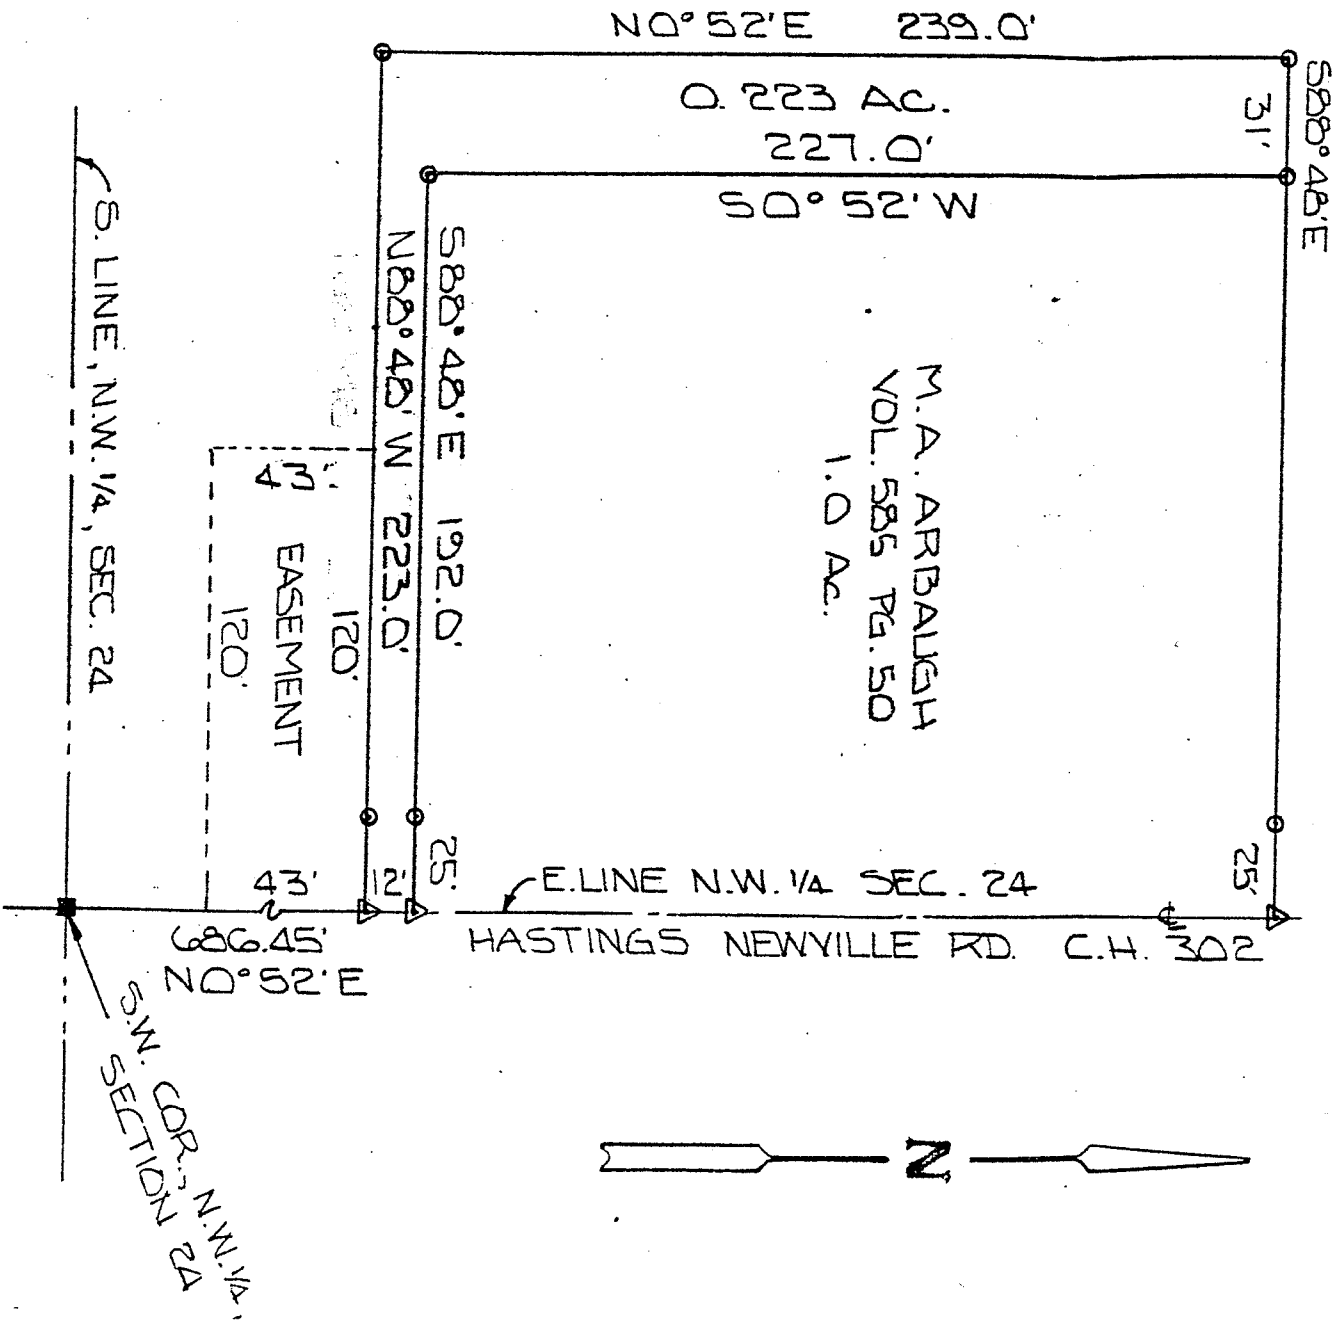 N0°52'E 239.0'
S88°48'E
31'
0.223 AC.
227.0'
S0°52'W
S. LINE, N.W. 1/4, SEC. 24
S88°48'E 192.0'
N88°48'W 223.0'
M.A. ARBAUGH
VOL. 585 PG. 50
1.0 Ac.
43'
EASEMENT
120'
120'
43'
12'
25'
25'
E.LINE N.W. 1/4 SEC. 24
686.45'
N0°52'E
HASTINGS NEWVILLE RD. C.H. 302
S.W. COR., N.W. 1/4,
SECTION 24
N